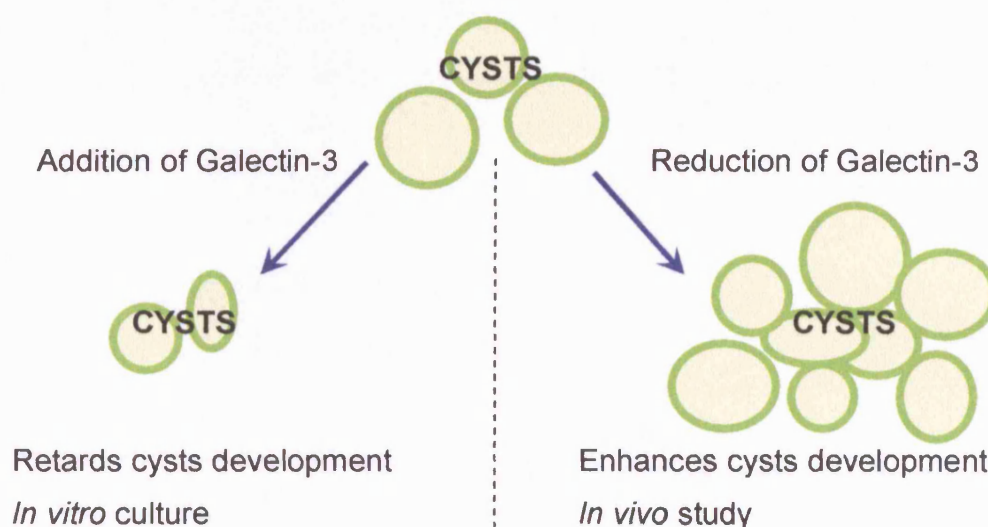 CYSTS
Addition of Galectin-3
Reduction of Galectin-3
CYSTS
CYSTS
Retards cysts development
In vitro culture
Enhances cysts development
In vivo study